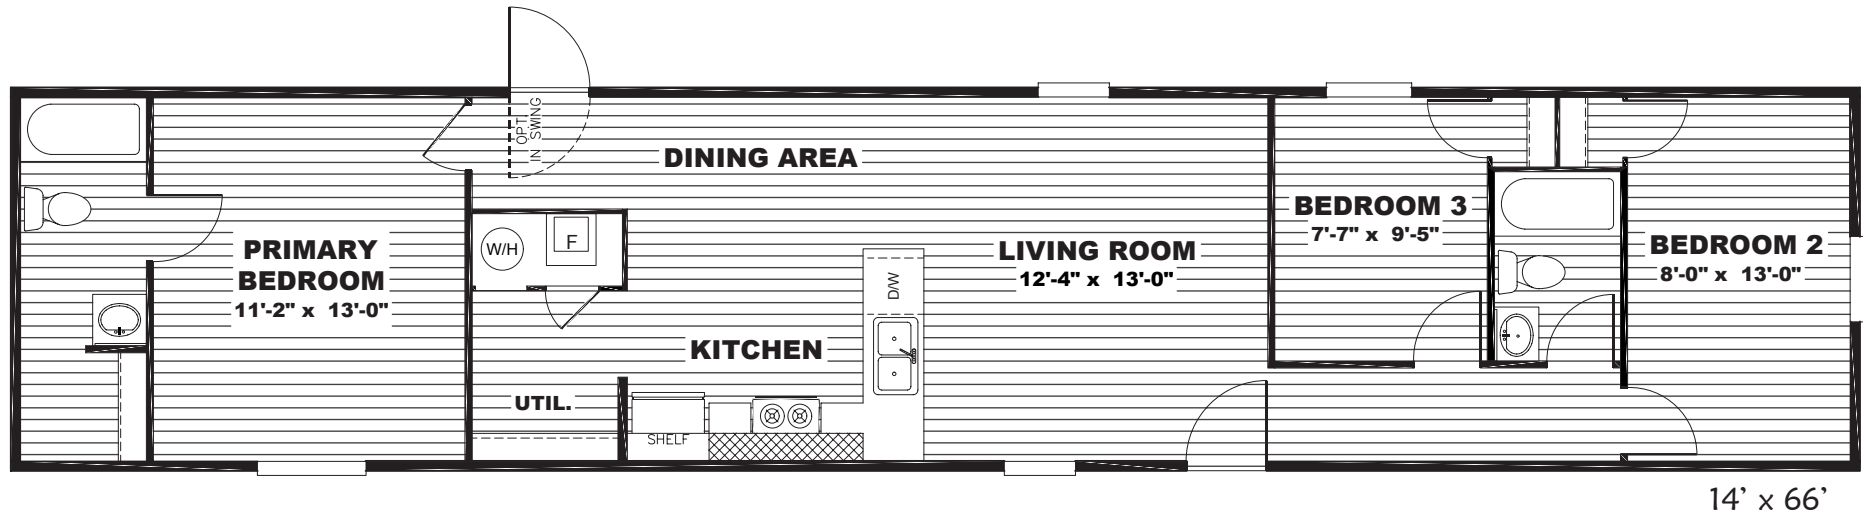 OPT
IN SWING
DINING AREA
BEDROOM 3
7'-7" x 9'-5"
W/H
F
PRIMARY
BEDROOM
11'-2" x 13'-0"
LIVING ROOM
12'-4" x 13'-0"
BEDROOM 2
8'-0" x 13'-0"
D/W
KITCHEN
UTIL.
SHELF
14' x 66'